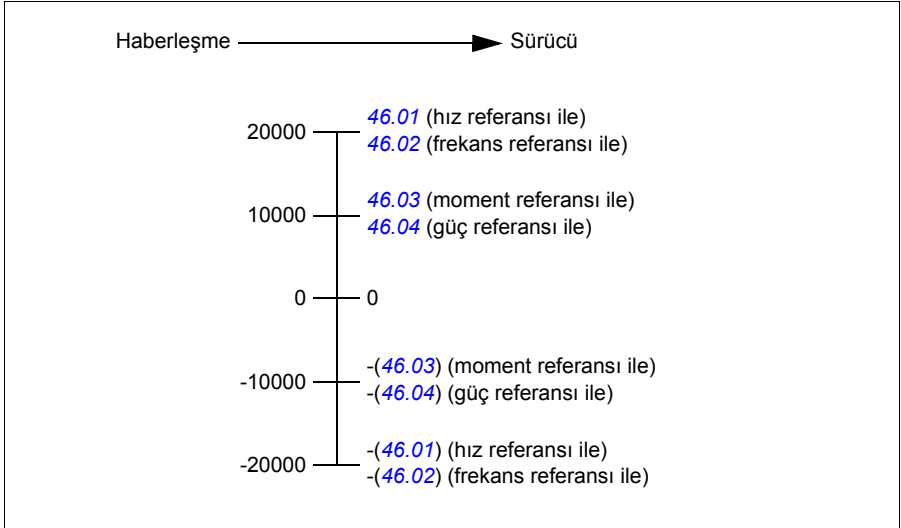 Haberleşme Sürücü
46.01 (hız referansı ile)
20000
46.02 (frekans referansı ile)
46.03 (moment referansı ile)
10000
46.04 (güç referansı ile)
0 0
-(46.03) (moment referansı ile)
-10000
-(46.04) (güç referansı ile)
-(46.01) (hız referansı ile)
-20000
-(46.02) (frekans referansı ile)